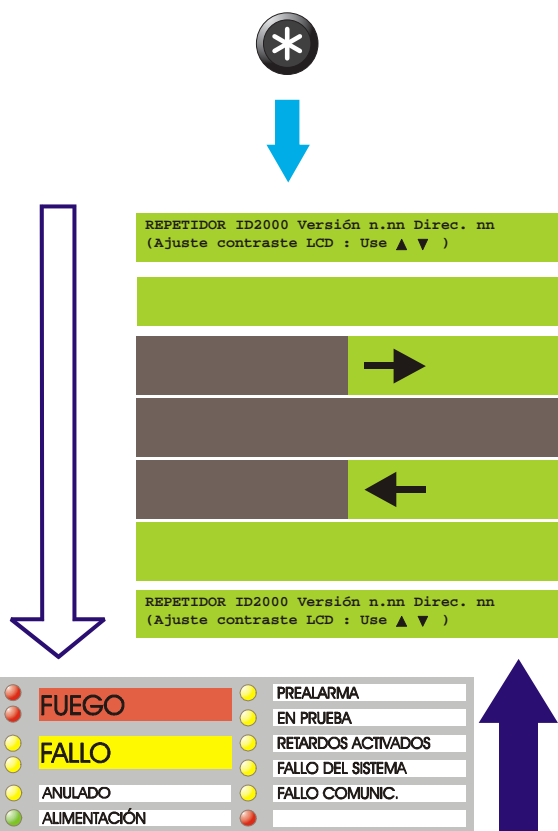 REPETIDOR ID2000 Versión n.nn Direc. nn
(Ajuste contraste LCD : Use ▲ ▼ )
REPETIDOR ID2000 Versión n.nn Direc. nn
(Ajuste contraste LCD : Use ▲ ▼ )
FUEGO
FALLO
ANULADO
ALIMENTACIÓN
PREALARMA
EN PRUEBA
RETARDOS ACTIVADOS
FALLO DEL SISTEMA
FALLO COMUNIC.